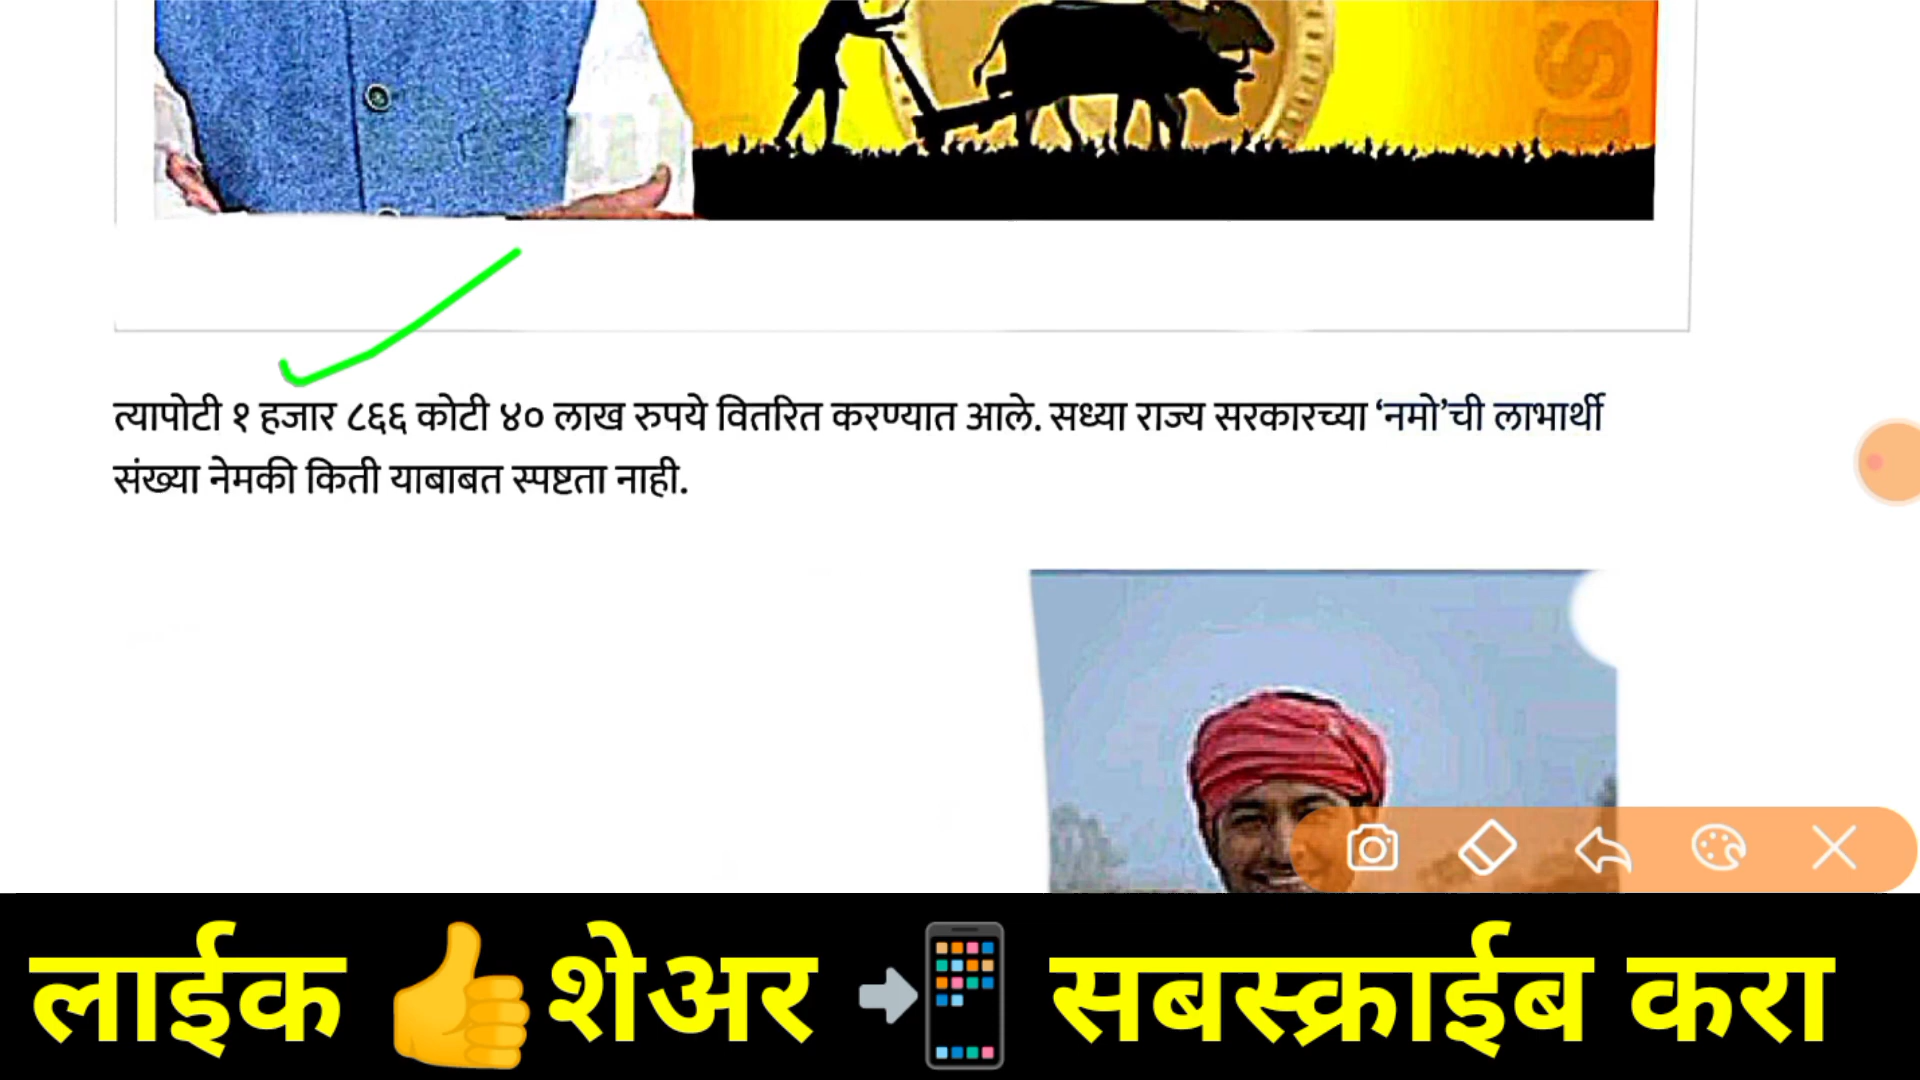 त्यापोटी १ हजार ८६६ कोटी ४० लाख रुपये वितरित करण्यात आले. सध्या राज्य सरकारच्या ‘नमो’ची लाभार्थी
संख्या नेमकी किती याबाबत स्पष्टता नाही.
लाईक 👍 शेअर 📲 सबस्क्राईब करा